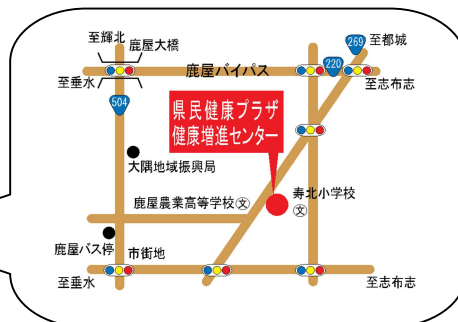 至輝北
鹿屋大橋
269
至都城
至垂水
鹿屋バイパス
220
至志布志
504
県民健康プラザ
健康増進センター
大隅地域振興局
鹿屋農業高等学校
文
寿北小学校
文
鹿屋バス停
市街地
至垂水
至志布志